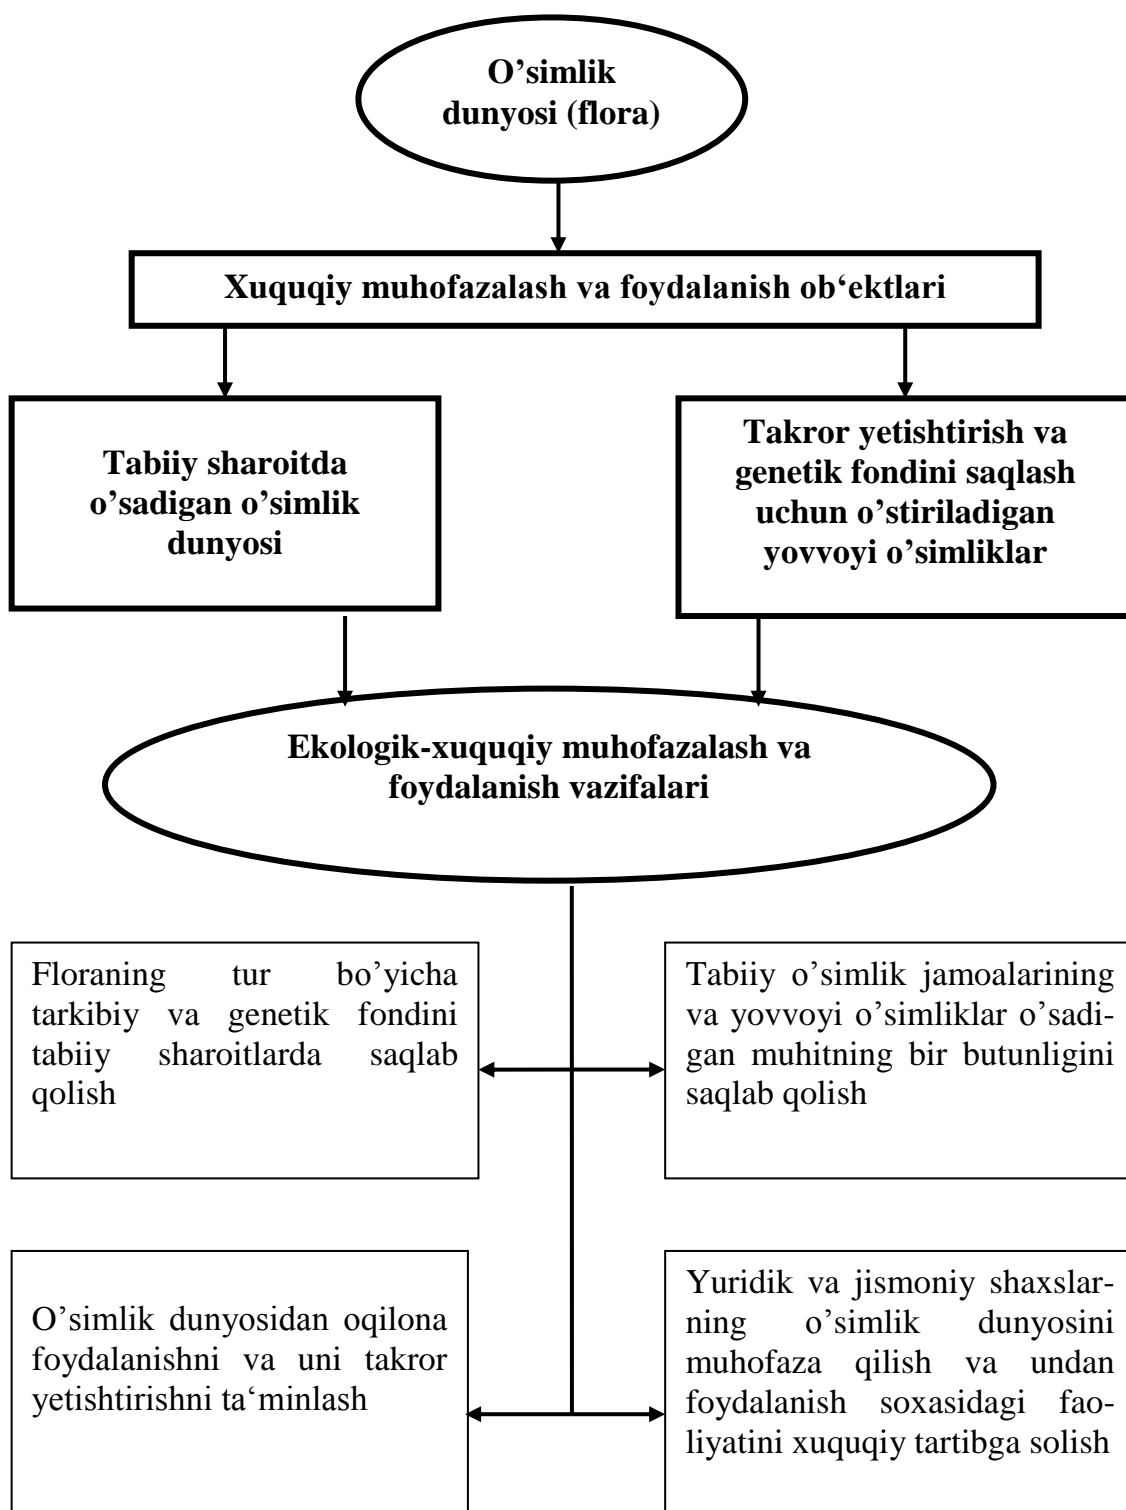 O’simlik
dunyosi (flora)
Xuquqiy muhofazalash va foydalanish ob‘ektlari
Tabiiy sharoitda
o’sadigan o’simlik
dunyosi
Takror yetishtirish va
genetik fondini saqlash
uchun o’stiriladigan
yovvoyi o’simliklar
Ekologik-xuquqiy muhofazalash va
foydalanish vazifalari
Floraning tur bo’yicha
tarkibiy va genetik fondini
tabiiy sharoitlarda saqlab
qolish
Tabiiy o’simlik jamoalarining
va yovvoyi o’simliklar o’sadi-
gan muhitning bir butunligini
saqlab qolish
O’simlik dunyosidan oqilona
foydalanishni va uni takror
yetishtirishni ta‘minlash
Yuridik va jismoniy shaxslar-
ning o’simlik dunyosini
muhofaza qilish va undan
foydalanish soxasidagi fao-
liyatini xuquqiy tartibga solish